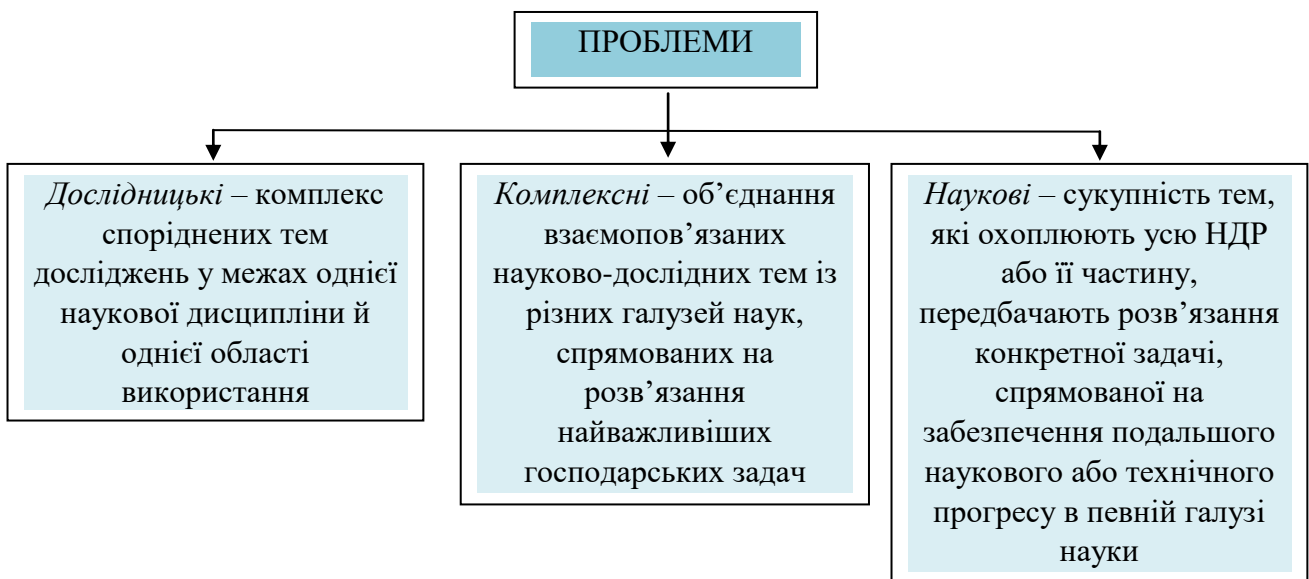 ПРОБЛЕМИ
Дослідницькі – комплекс
споріднених тем
досліджень у межах однієї
наукової дисципліни й
однієї області
використання
Комплексні – об’єднання
взаємопов’язаних
науково-дослідних тем із
різних галузей наук,
спрямованих на
розв’язання
найважливіших
господарських задач
Наукові – сукупність тем,
які охоплюють усю НДР
або її частину,
передбачають розв’язання
конкретної задачі,
спрямованої на
забезпечення подальшого
наукового або технічного
прогресу в певній галузі
науки